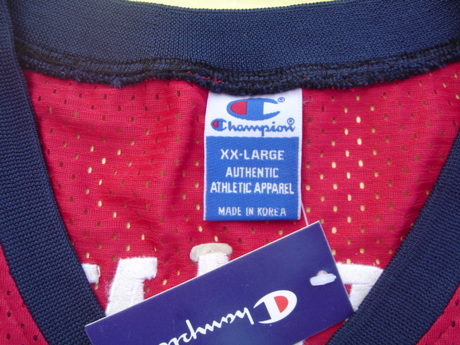 Champion
XX-LARGE
AUTHENTIC
ATHLETIC APPAREL
MADE IN KOREA
Champion